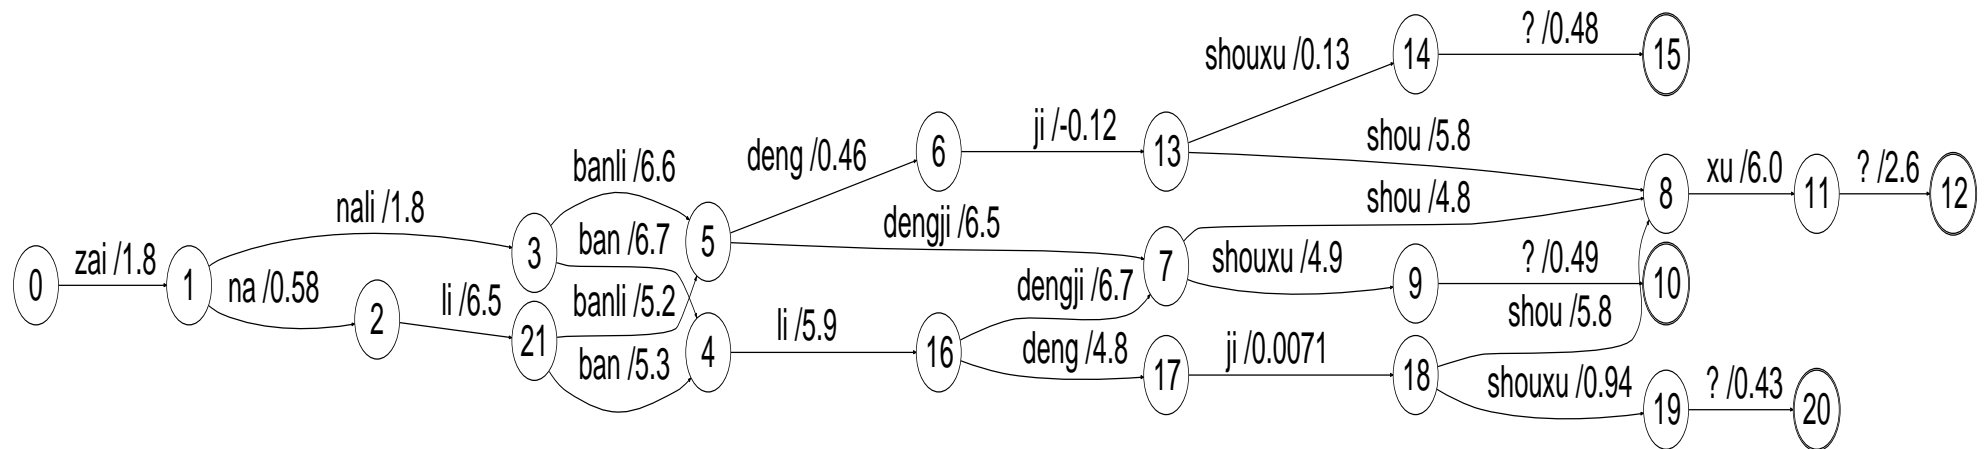 shouxu /0.13
14
? /0.48
15
deng /0.46
6
ji /-0.12
13
shou /5.8
banli /6.6
nali /1.8
3
ban /6.7
5
dengji /6.5
shou /4.8
8
xu /6.0
11
? /2.6
12
0
zai /1.8
1
na /0.58
2
li /6.5
21
banli /5.2
ban /5.3
4
li /5.9
16
dengji /6.7
7
shouxu /4.9
9
? /0.49
10
deng /4.8
17
ji /0.0071
18
shou /5.8
shouxu /0.94
19
? /0.43
20